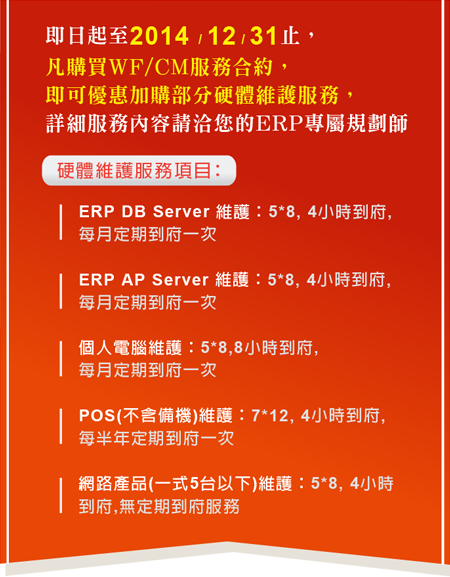 即日起至2014 / 12 / 31止，
凡購買WF/CM服務合約，
即可優惠加購部分硬體維護服務，
詳細服務內容請洽您的ERP專屬規劃師
硬體維護服務項目：
ERP DB Server 維護：5*8, 4小時到府,
每月定期到府一次
ERP AP Server 維護：5*8, 4小時到府,
每月定期到府一次
個人電腦維護：5*8,8小時到府,
每月定期到府一次
POS(不含備機)維護：7*12, 4小時到府,
每半年定期到府一次
網路產品(一式5台以下)維護：5*8, 4小時
到府,無定期到府服務